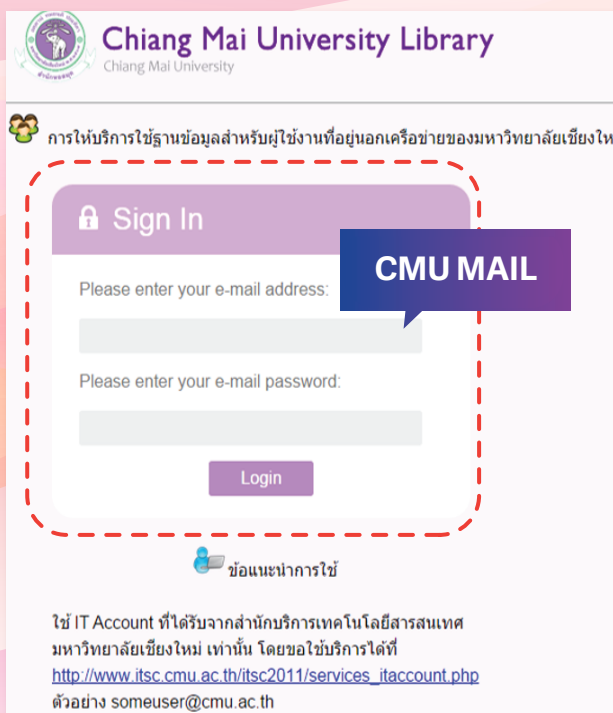 Chiang Mai University Library
Chiang Mai University
การให้บริการใช้ฐานข้อมูลสำหรับผู้ใช้งานที่อยู่นอกเครือข่ายของมหาวิทยาลัยเชียงให
Sign In
CMU MAIL
Please enter your e-mail address:
Please enter your e-mail password:
Login
ข้อแนะนำการใช้
ใช้ IT Account ที่ได้รับจากสำนักบริการเทคโนโลยีสารสนเทศ
มหาวิทยาลัยเชียงใหม่ เท่านั้น โดยขอใช้บริการได้ที่
http://www.itsc.cmu.ac.th/itsc2011/services_itaccount.php
ตัวอย่าง someuser@cmu.ac.th